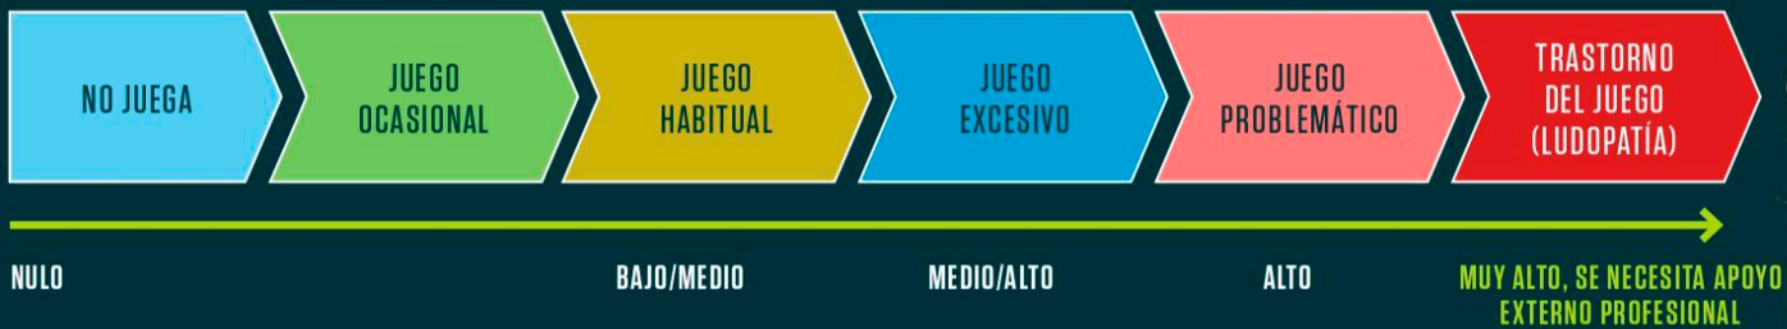 NO JUEGA
JUEGO
OCASIONAL
JUEGO
HABITUAL
JUEGO
EXCESIVO
JUEGO
PROBLEMÁTICO
TRASTORNO
DEL JUEGO
(LUDOPATÍA)
NULO
BAJO/MEDIO
MEDIO/ALTO
ALTO
MUY ALTO, SE NECESITA APOYO
EXTERNO PROFESIONAL